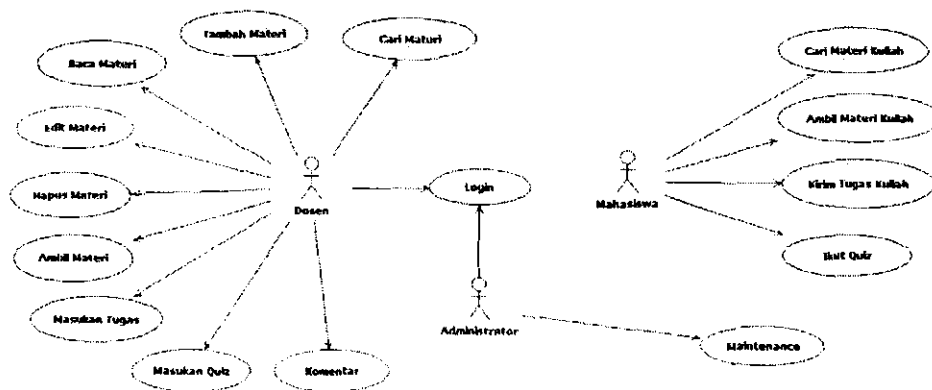 Tambah Materi
Cari Materi
Baca Materi
Edit Materi
Hapus Materi
Ambil Materi
Masukan Tugas
Masukan Quiz
Komentar
Dosen
Login
Administrator
Maintenance
Mahasiswa
Cari Materi Kuliah
Ambil Materi Kuliah
Kirim Tugas Kuliah
Ikut Quiz